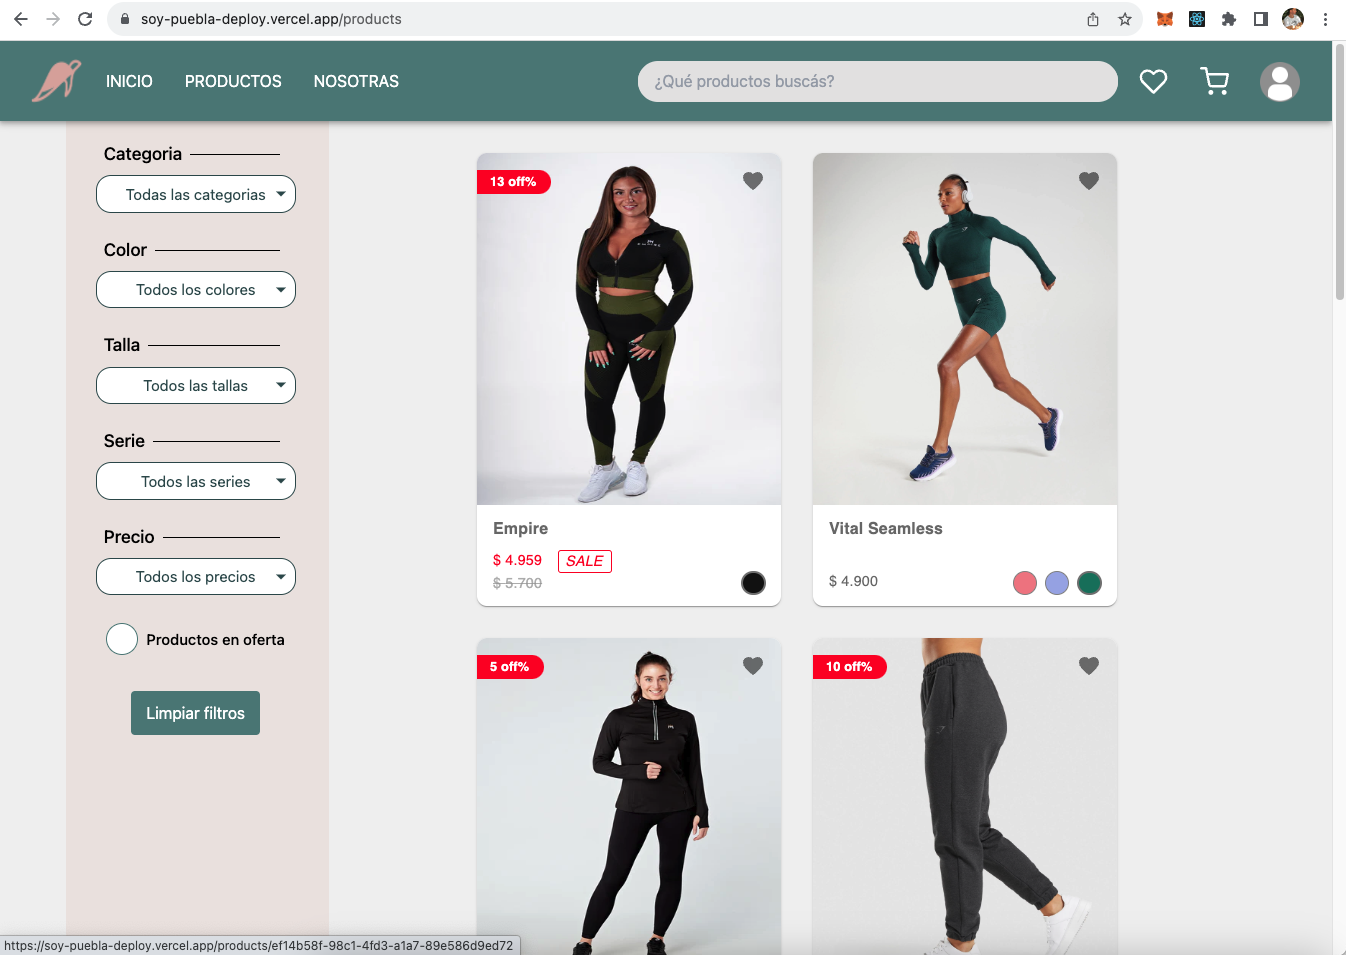 soy-puebla-deploy.vercel.app/products
INICIO PRODUCTOS NOSOTRAS ¿Qué productos buscás?
Categoria
Todas las categorias
Color
Todos los colores
Talla
Todos las tallas
Serie
Todos las series
Precio
Todos los precios
Productos en oferta
Limpiar filtros
13 off%
EMPIRE
Empire
$ 4.959 SALE
$ 5.700
Vital Seamless
$ 4.900
5 off%
10 off%
https://soy-puebla-deploy.vercel.app/products/ef14b58f-98c1-4fd3-a1a7-89e586d9ed72